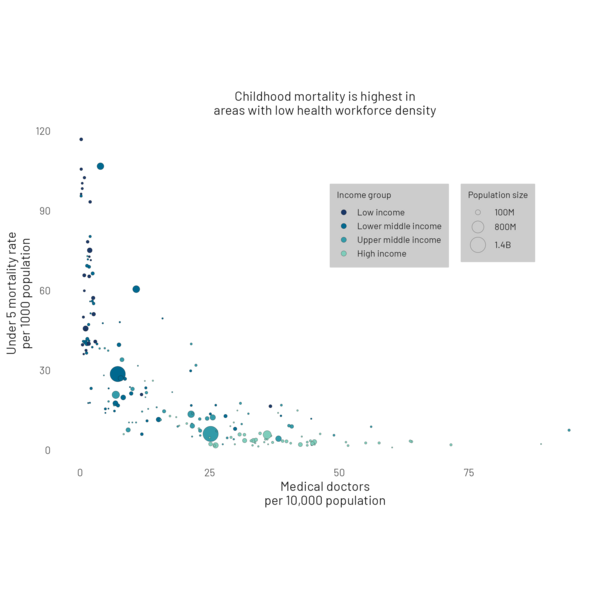 Childhood mortality is highest in
areas with low health workforce density
120
90
60
30
0
Under 5 mortality rate
per 1000 population
Income group
Low income
Lower middle income
Upper middle income
High income
Population size
100M
800M
1.4B
0
25
50
75
Medical doctors
per 10,000 population